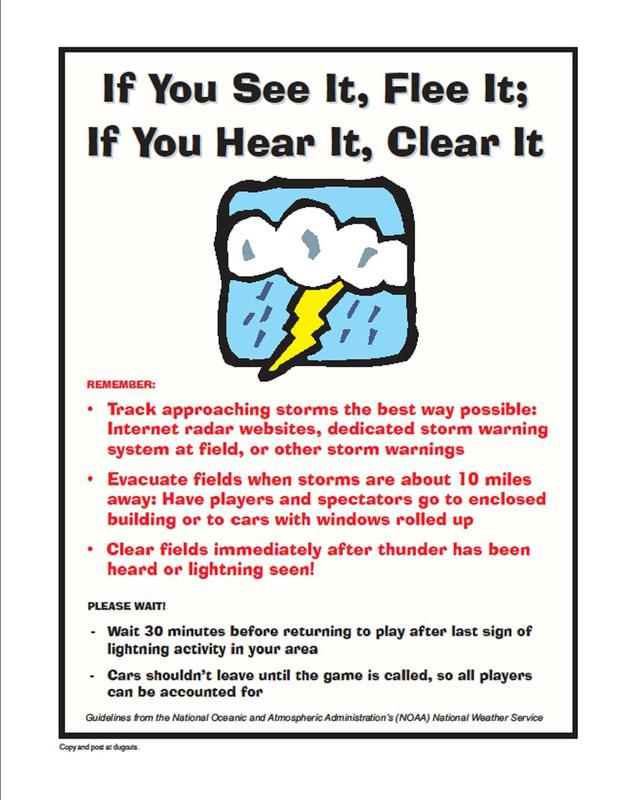 If You See It, Flee It;
If You Hear It, Clear It
REMEMBER:
• Track approaching storms the best way possible:
Internet radar websites, dedicated storm warning
system at field, or other storm warnings
• Evacuate fields when storms are about 10 miles
away: Have players and spectators go to enclosed
building or to cars with windows rolled up
• Clear fields immediately after thunder has been
heard or lightning seen!
PLEASE WAIT!
- Wait 30 minutes before returning to play after last sign of
lightning activity in your area
- Cars shouldn't leave until the game is called, so all players
can be accounted for
Guidelines from the National Oceanic and Atmospheric Administration's (NOAA) National Weather Service
Copy and post at dugouts.